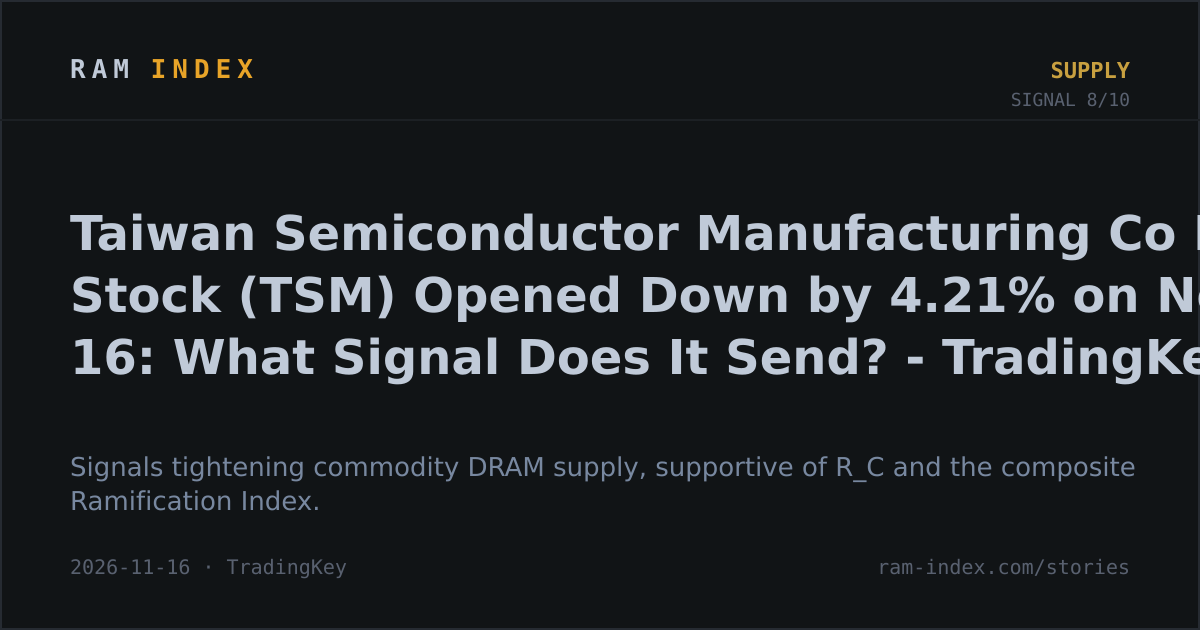 RAM INDEX
SUPPLY
SIGNAL 8/10
Taiwan Semiconductor Manufacturing Co
Stock (TSM) Opened Down by 4.21% on
16: What Signal Does It Send? -
Signals tightening commodity DRAM supply, supportive of R_C and the composite
Ramification Index.
2026-11-16 · TradingKey
ram-index.com/stories